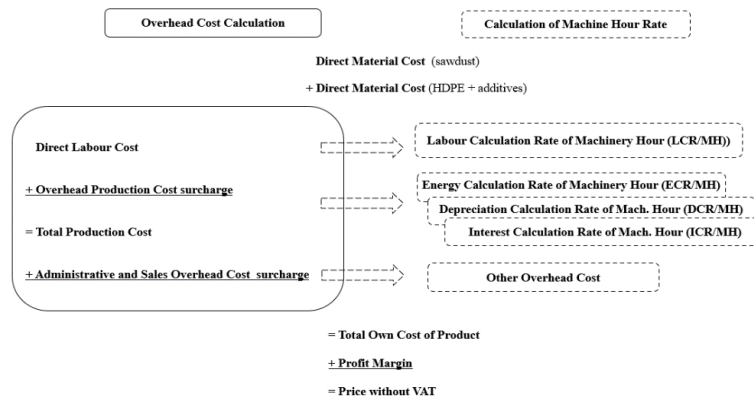 Overhead Cost Calculation
Calculation of Machine Hour Rate
Direct Material Cost (sawdust)
+ Direct Material Cost (HDPE + additives)
Direct Labour Cost
Labour Calculation Rate of Machinery Hour (LCR/MH))
+ Overhead Production Cost surcharge
Energy Calculation Rate of Machinery Hour (ECR/MH)
Depreciation Calculation Rate of Mach. Hour (DCR/MH)
= Total Production Cost
Interest Calculation Rate of Mach. Hour (ICR/MH)
+ Administrative and Sales Overhead Cost surcharge
Other Overhead Cost
= Total Own Cost of Product
+ Profit Margin
= Price without VAT